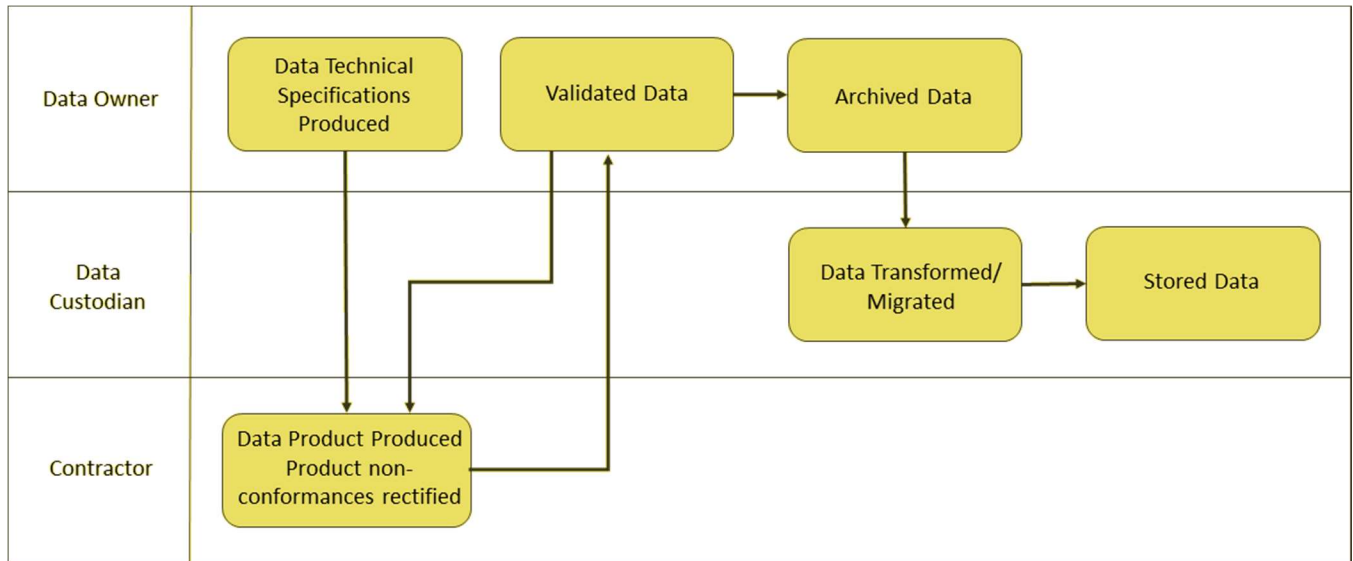 Data Owner
Data Technical
Specifications
Produced
Validated Data
Archived Data
Data
Custodian
Data Transformed/
Migrated
Stored Data
Contractor
Data Product Produced
Product non-
conformances rectified